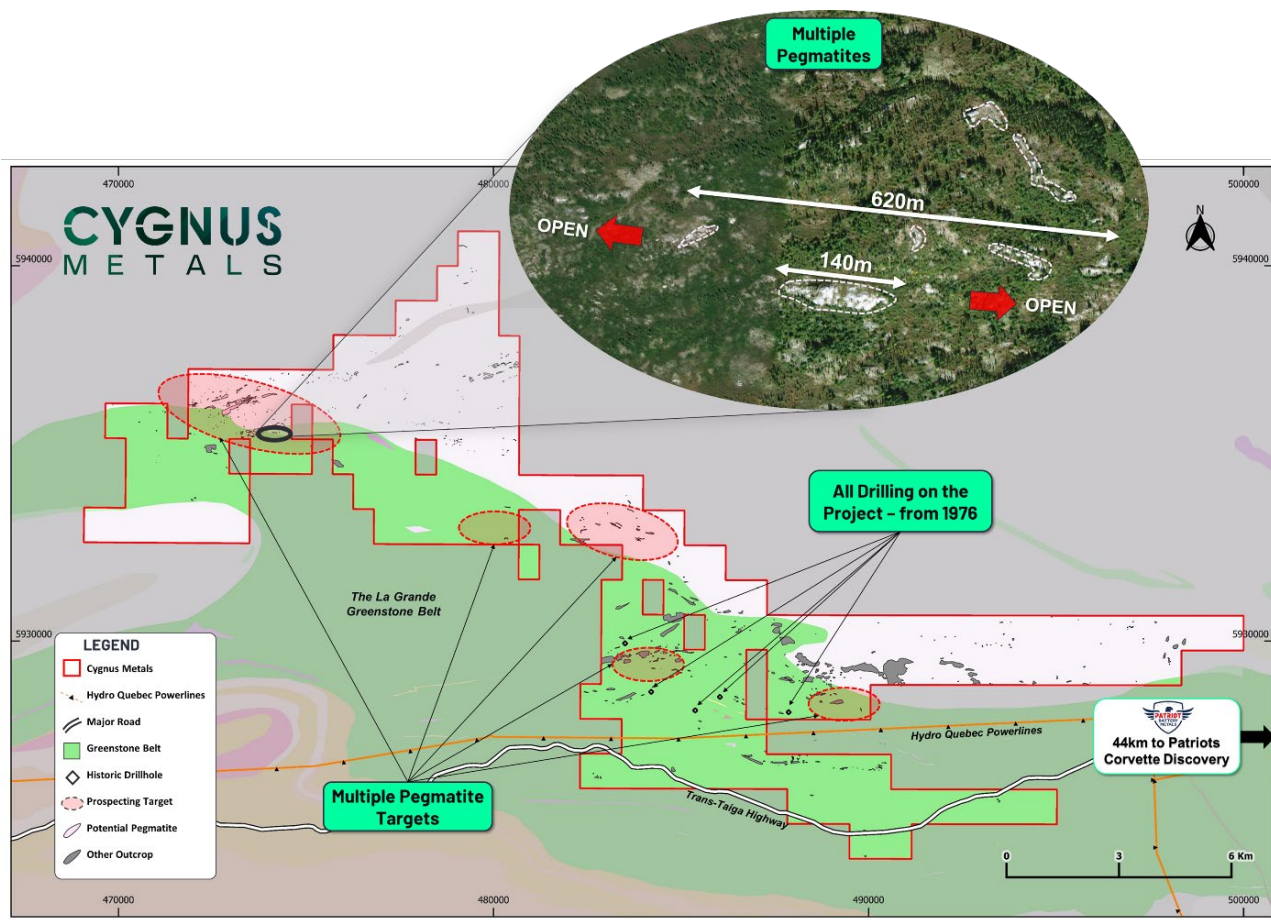 Multiple
Pegmatites
620m
OPEN
140m
OPEN
470000
480000
500000
CYGNUS
METALS
N
5940000
5940000
All Drilling on the
Project – from 1976
The La Grande
Greenstone Belt
5930000
5930000
LEGEND
Cygnus Metals
Hydro Quebec Powerlines
Major Road
Greenstone Belt
Historic Drillhole
Prospecting Target
Potential Pegmatite
Other Outcrop
Multiple Pegmatite
Targets
Hydro Quebec Powerlines
Trans-Taiga Highway
PATRIOT
BATTERY METALS
44km to Patriots
Corvette Discovery
0 3 6 Km
470000
480000
490000
500000